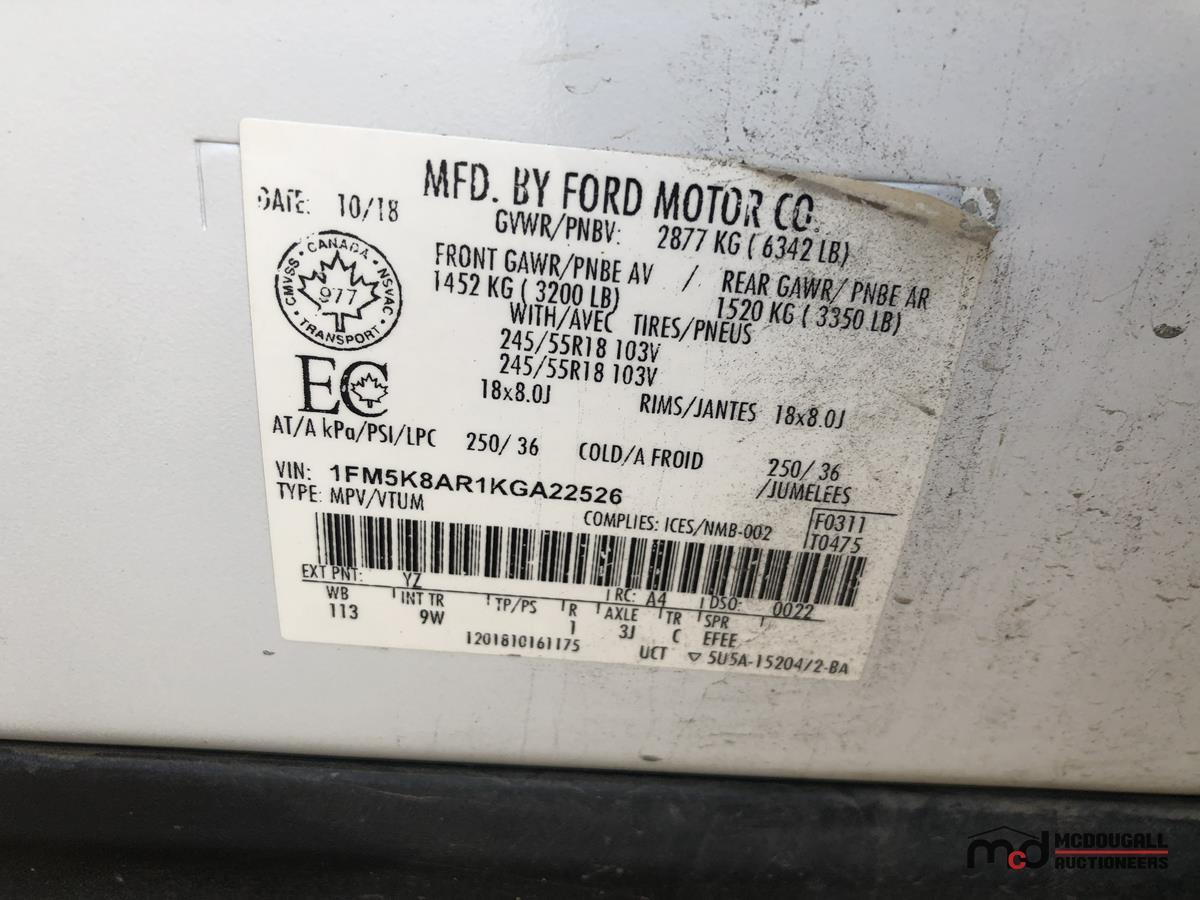 MFD. BY FORD MOTOR CO.
DATE: 10/18
GVWR/PNBV: 2877 KG ( 6342 LB)
FRONT GAWR/PNBE AV / REAR GAWR/ PNBE AR
1452 KG ( 3200 LB) 1520 KG ( 3350 LB)
WITH/AVEC TIRES/PNEUS
245/55R18 103V
245/55R18 103V
18x8.0J RIMS/JANTES 18x8.0J
CANADA
CMVSS NSVAC
977
TRANSPORT
EC
AT/A kPa/PSI/LPC 250/ 36 COLD/A FROID 250/ 36
VIN: 1FM5K8AR1KGA22526 /JUMELEES
TYPE: MPV/VTUM
COMPLIES: ICES/NMB-002 F0311
T0475
EXT PNT: YZ RC: A4 DSO: 0022
WB INT TR TP/PS R AXLE TR SPR
113 9W 1 3J C EFEE
1201810161175 UCT ▽ 5U5A-15204/2-BA
mcd MCDOUGALL
AUCTIONEERS